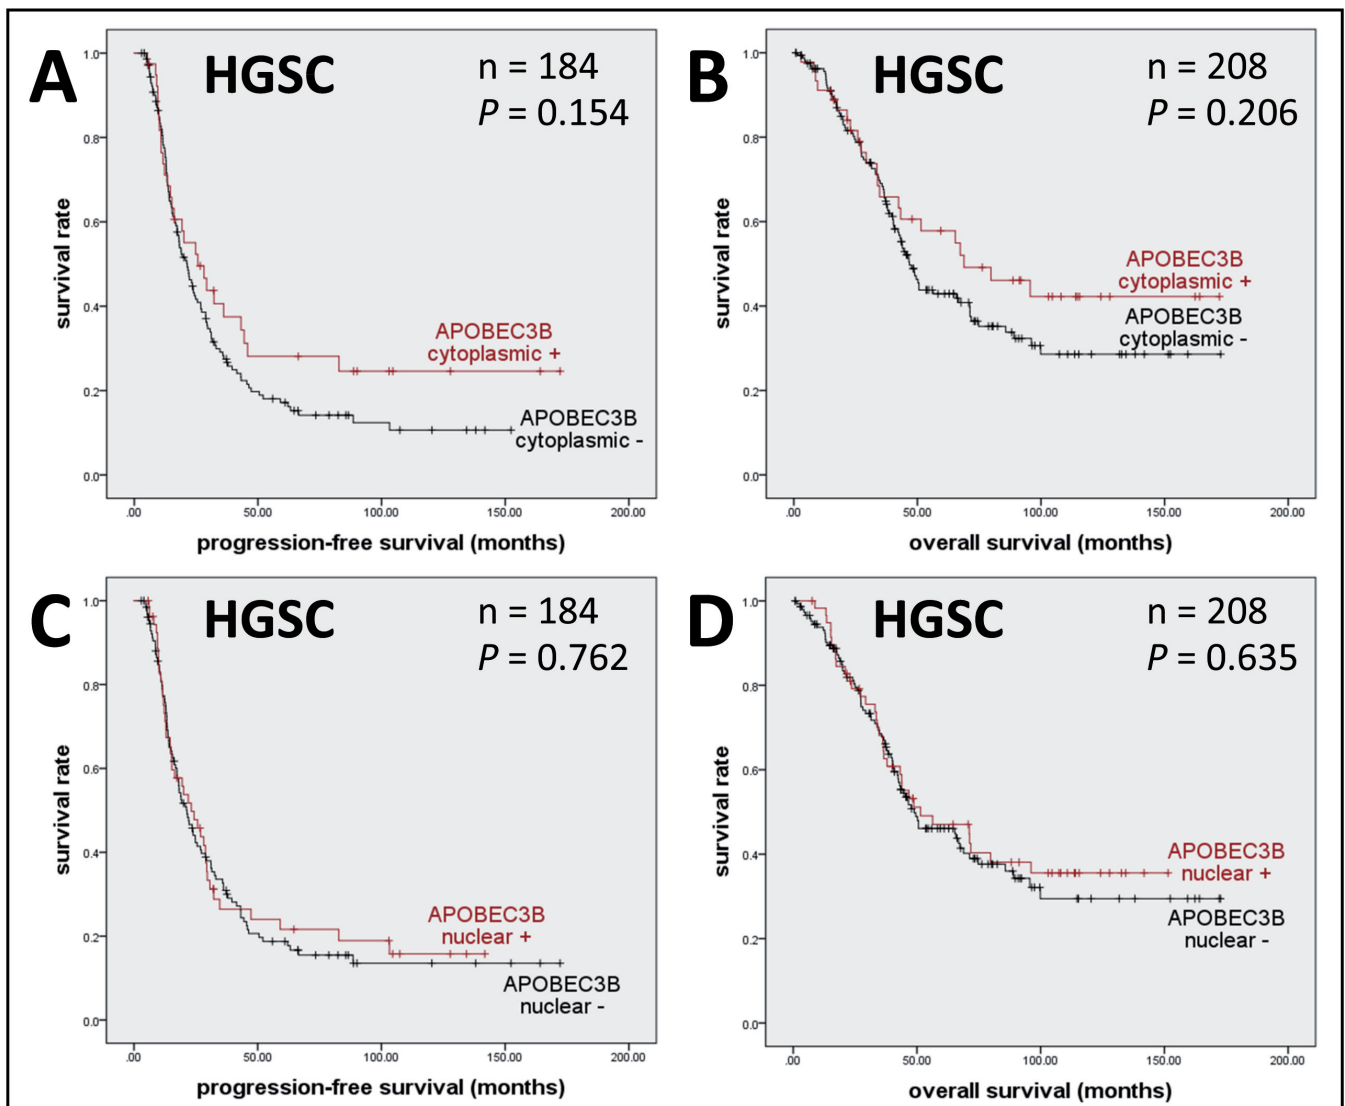 A
HGSC
n = 184
P = 0.154
1.0
0.8
0.6
0.4
0.2
0.0
survival rate
APOBEC3B
cytoplasmic +
APOBEC3B
cytoplasmic -
.00 50.00 100.00 150.00 200.00
progression-free survival (months)
B
HGSC
n = 208
P = 0.206
1.0
0.8
0.6
0.4
0.2
0.0
survival rate
APOBEC3B
cytoplasmic +
APOBEC3B
cytoplasmic -
.00 50.00 100.00 150.00 200.00
overall survival (months)
C
HGSC
n = 184
P = 0.762
1.0
0.8
0.6
0.4
0.2
0.0
survival rate
APOBEC3B
nuclear +
APOBEC3B
nuclear -
.00 50.00 100.00 150.00 200.00
progression-free survival (months)
D
HGSC
n = 208
P = 0.635
1.0
0.8
0.6
0.4
0.2
0.0
survival rate
APOBEC3B
nuclear +
APOBEC3B
nuclear -
.00 50.00 100.00 150.00 200.00
overall survival (months)